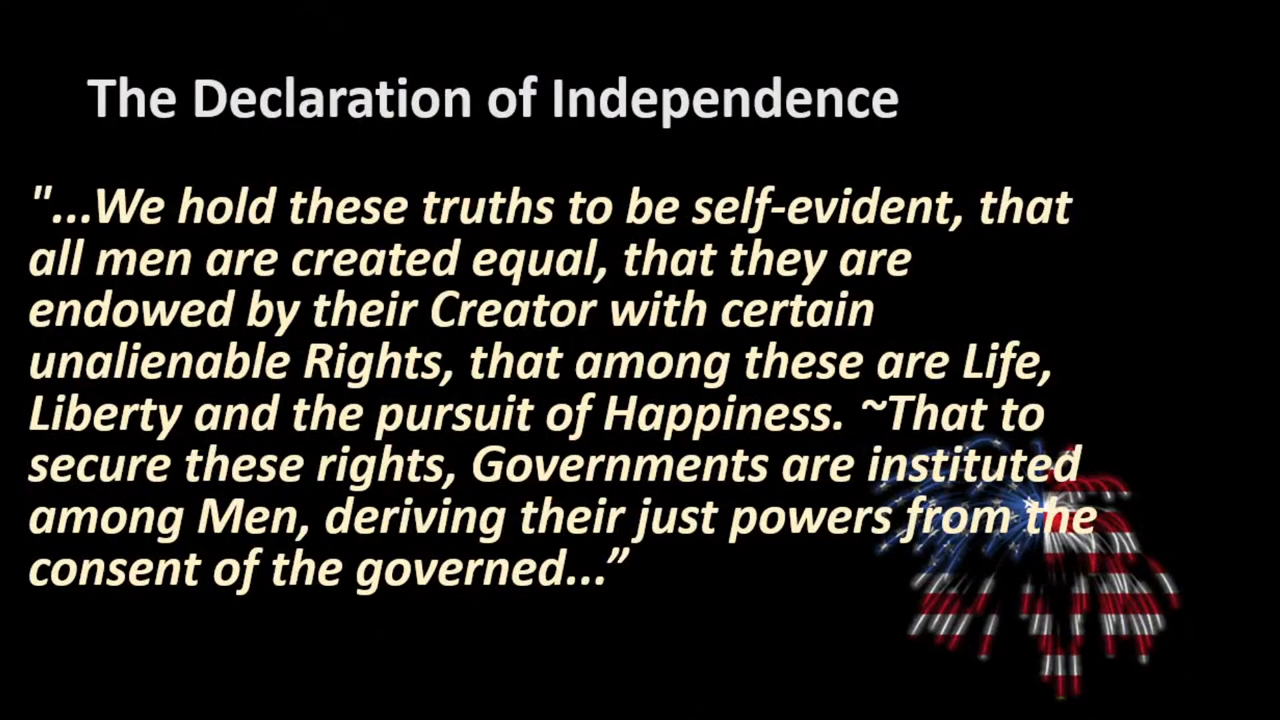 The Declaration of Independence
"...We hold these truths to be self-evident, that
all men are created equal, that they are
endowed by their Creator with certain
unalienable Rights, that among these are Life,
Liberty and the pursuit of Happiness. ~That to
secure these rights, Governments are instituted
among Men, deriving their just powers from the
consent of the governed...”